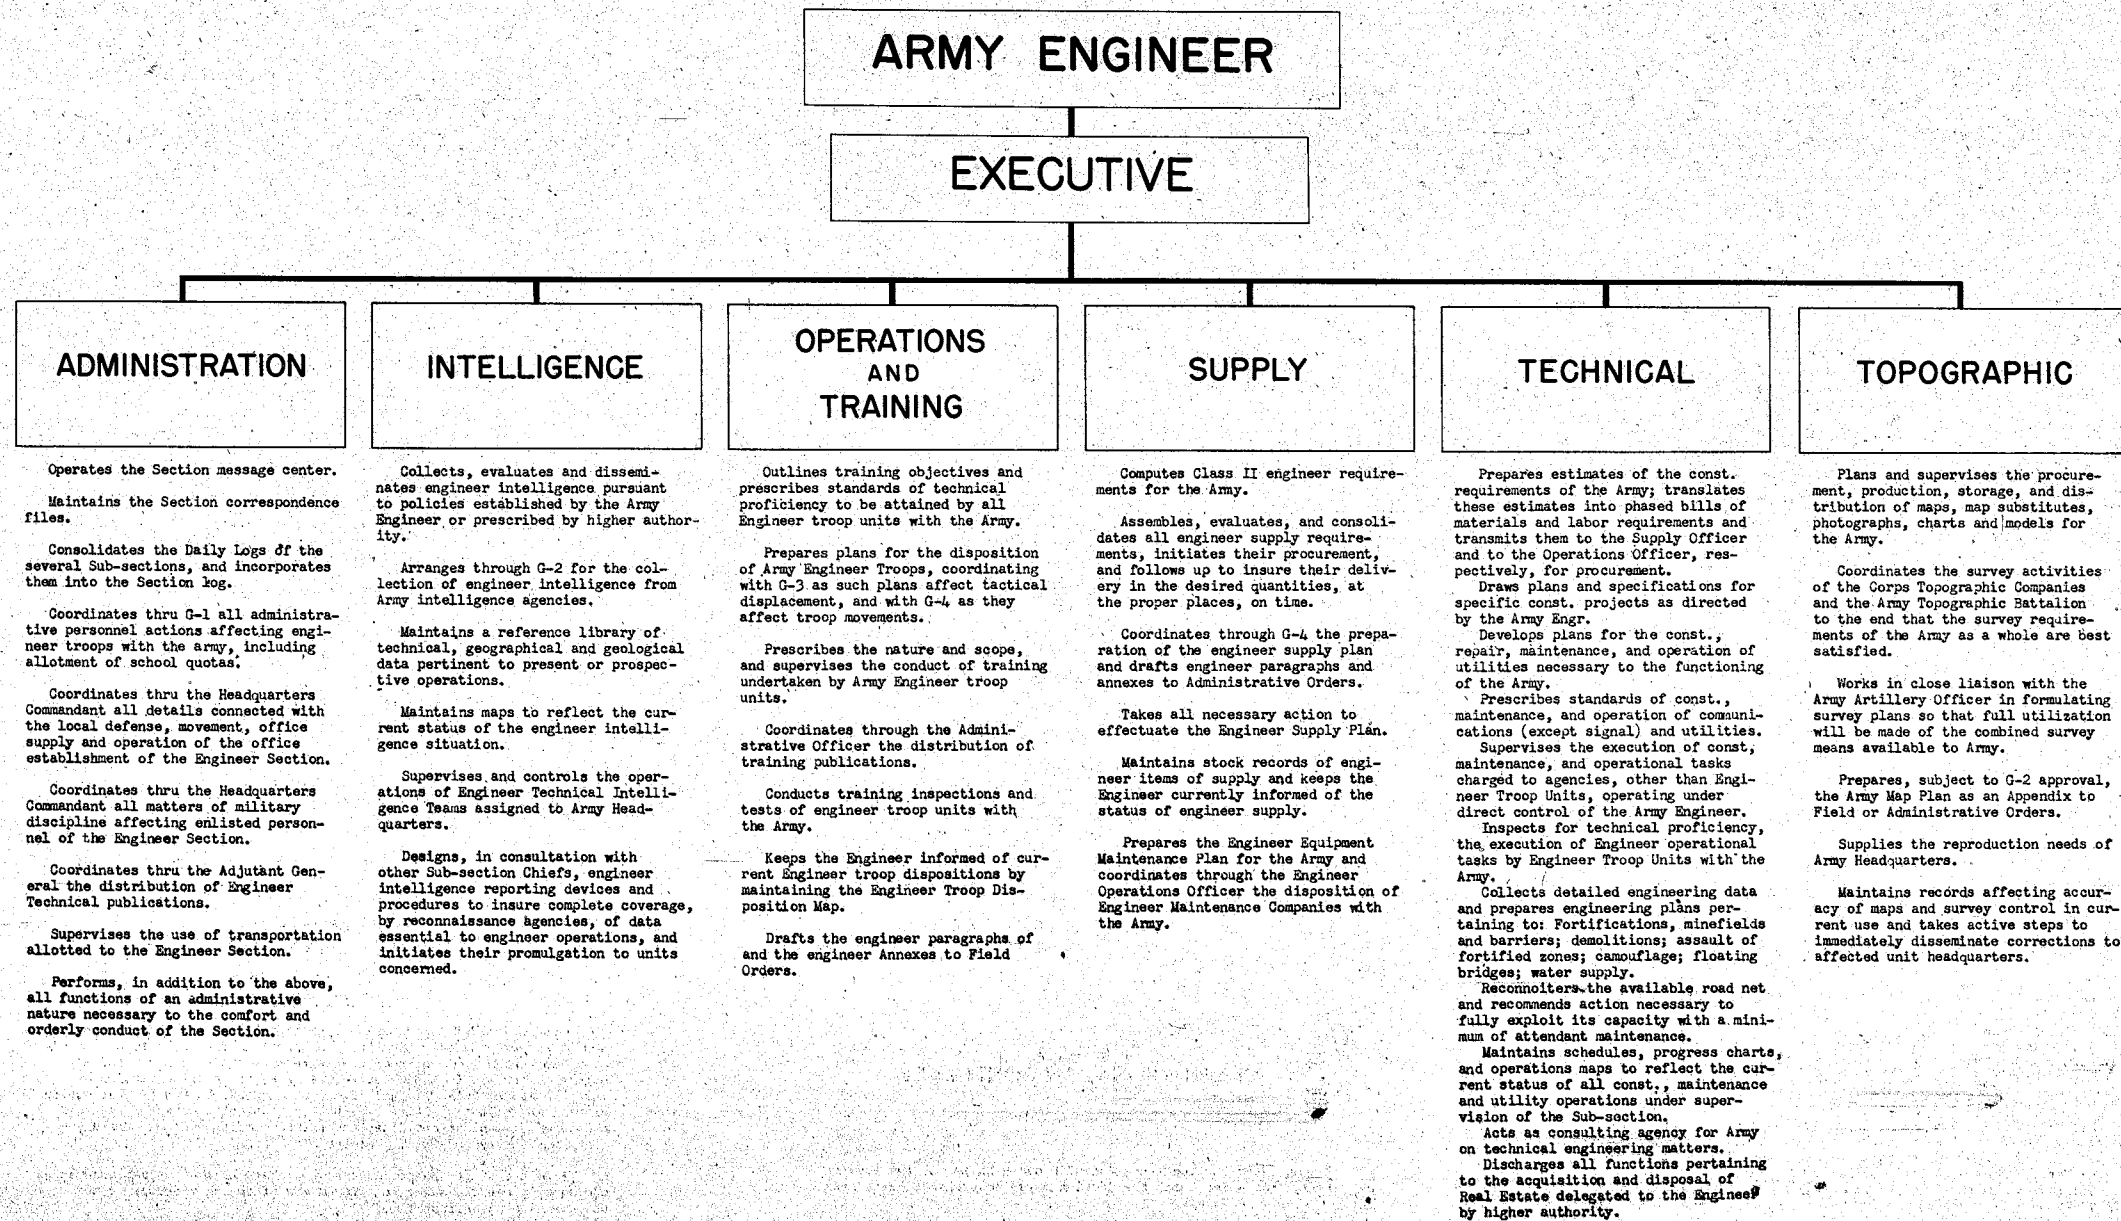 ARMY ENGINEER
EXECUTIVE
ADMINISTRATION
Operates the Section message center.
Maintains the Section correspondence
files.
Consolidates the Daily Logs of the
several Sub-sections, and incorporates
them into the Section log.
Coordinates thru G-1 all administra-
tive personnel actions affecting engi-
neer troops with the army, including
allotment of school quotas.
Coordinates thru the Headquarters
Commandant all details connected with
the local defense, movement, office
supply and operation of the office
establishment of the Engineer Section.
Coordinates thru the Headquarters
Commandant all matters of military
discipline affecting enlisted person-
nel of the Engineer Section.
Coordinates thru the Adjutant Gen-
eral the distribution of Engineer
Technical publications.
Supervises the use of transportation
allotted to the Engineer Section.
Performs, in addition to the above,
all functions of an administrative
nature necessary to the comfort and
orderly conduct of the Section.
INTELLIGENCE
Collects, evaluates and dissemi-
nates engineer intelligence pursuant
to policies established by the Army
Engineer or prescribed by higher author-
ity.
Arranges through G-2 for the col-
lection of engineer intelligence from
Army intelligence agencies.
Maintains a reference library of
technical, geographical and geological
data pertinent to present or prospec-
tive operations.
Maintains maps to reflect the cur-
rent status of the engineer intelli-
gence situation.
Supervises and controls the oper-
ations of Engineer Technical Intelli-
gence Teams assigned to Army Head-
quarters.
Designs, in consultation with
other Sub-section Chiefs, engineer
intelligence reporting devices and
procedures to insure complete coverage,
by reconnaissance agencies, of data
essential to engineer operations, and
initiates their promulgation to units
concerned.
OPERATIONS
AND
TRAINING
Outlines training objectives and
prescribes standards of technical
proficiency to be attained by all
Engineer troop units with the Army.
Prepares plans for the disposition
of Army Engineer Troops, coordinating
with G-3 as such plans affect tactical
displacement, and with G-4 as they
affect troop movements.
Prescribes the nature and scope,
and supervises the conduct of training
undertaken by Army Engineer troop
units.
Coordinates through the Admini-
strative Officer the distribution of
training publications.
Conducts training inspections and
tests of engineer troop units with
the Army.
Keeps the Engineer informed of cur-
rent Engineer troop dispositions by
maintaining the Engineer Troop Dis-
position Map.
Drafts the engineer paragraphs of
and the engineer Annexes to Field
Orders.
SUPPLY
Computes Class II engineer require-
ments for the Army.
Assembles, evaluates, and consoli-
dates all engineer supply require-
ments, initiates their procurement,
and follows up to insure their deliv-
ery in the desired quantities, at
the proper places, on time.
Coordinates through G-4 the prepa-
ration of the engineer supply plan
and drafts engineer paragraphs and
annexes to Administrative Orders.
Takes all necessary action to
effectuate the Engineer Supply Plan.
Maintains stock records of engi-
neer items of supply and keeps the
Engineer currently informed of the
status of engineer supply.
Prepares the Engineer Equipment
Maintenance Plan for the Army and
coordinates through the Engineer
Operations Officer the disposition of
Engineer Maintenance Companies with
the Army.
TECHNICAL
Prepares estimates of the const.
requirements of the Army; translates
these estimates into phased bills of
materials and labor requirements and
transmits them to the Supply Officer
and to the Operations Officer, res-
pectively, for procurement.
Draws plans and specifications for
specific const. projects as directed
by the Army Engr.
Develops plans for the const.,
repair, maintenance, and operation of
utilities necessary to the functioning
of the Army.
Prescribes standards of const.,
maintenance, and operation of communi-
cations (except signal) and utilities.
Supervises the execution of const,
maintenance, and operational tasks
charged to agencies, other than Engi-
neer Troop Units, operating under
direct control of the Army Engineer.
Inspects for technical proficiency,
the execution of Engineer operational
tasks by Engineer Troop Units with the
Army.
Collects detailed engineering data
and prepares engineering plans per-
taining to: Fortifications, minefields
and barriers; demolitions; assault of
fortified zones; camouflage; floating
bridges; water supply.
Reconnoiters the available road net
and recommends action necessary to
fully exploit its capacity with a mini-
mum of attendant maintenance.
Maintains schedules, progress charts,
and operations maps to reflect the cur-
rent status of all const., maintenance
and utility operations under super-
vision of the Sub-section.
Acts as consulting agency for Army
on technical engineering matters.
Discharges all functions pertaining
to the acquisition and disposal of
Real Estate delegated to the Engineer
by higher authority.
TOPOGRAPHIC
Plans and supervises the procure-
ment, production, storage, and dis-
tribution of maps, map substitutes,
photographs, charts and models for
the Army.
Coordinates the survey activities
of the Corps Topographic Companies
and the Army Topographic Battalion
to the end that the survey require-
ments of the Army as a whole are best
satisfied.
Works in close liaison with the
Army Artillery Officer in formulating
survey plans so that full utilization
will be made of the combined survey
means available to Army.
Prepares, subject to G-2 approval,
the Army Map Plan as an Appendix to
Field or Administrative Orders.
Supplies the reproduction needs of
Army Headquarters.
Maintains records affecting accur-
acy of maps and survey control in cur-
rent use and takes active steps to
immediately disseminate corrections to
affected unit headquarters.